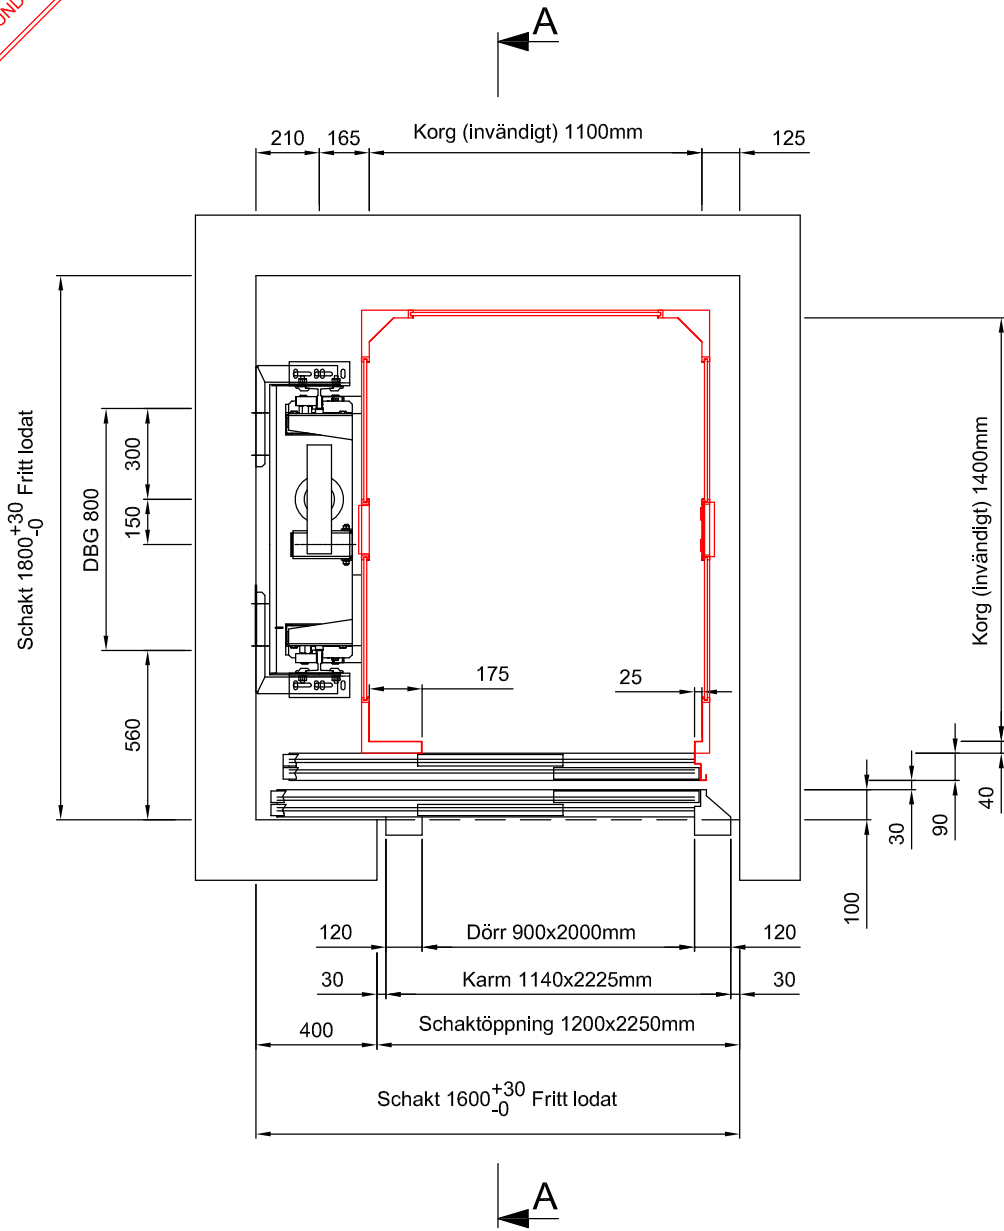 UND
A
210
165
Korg (invändigt) 1100mm
125
Schakt 1800 +30 -0 Fritt lodat
DBG 800
300
150
560
Korg (invändigt) 1400mm
175
25
40
90
30
100
120
Dörr 900x2000mm
120
30
Karm 1140x2225mm
30
400
Schaktöppning 1200x2250mm
Schakt 1600 +30 -0 Fritt lodat
A